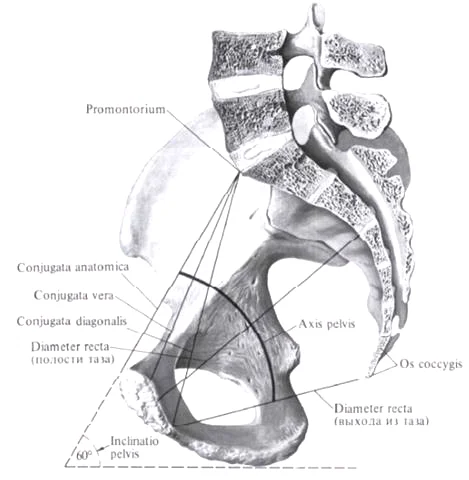 Promontorium
Conjugata anatomica
Conjugata vera
Conjugata diagonalis
Diameter recta
(полости таза)
Axis pelvis
Os coccygis
Diameter recta
(выхода из таза)
Inclinatio
pelvis
60°